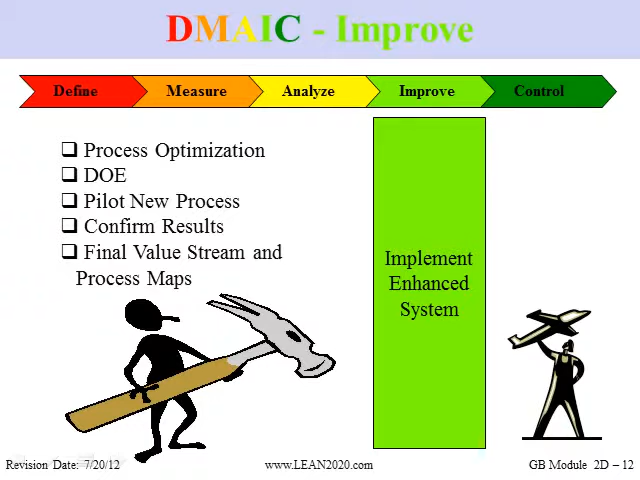 DMAIC - Improve
Define Measure Analyze Improve Control
❑ Process Optimization
❑ DOE
❑ Pilot New Process
❑ Confirm Results
❑ Final Value Stream and
Process Maps
Implement
Enhanced
System
Revision Date: 7/20/12 www.LEAN2020.com GB Module 2D – 12